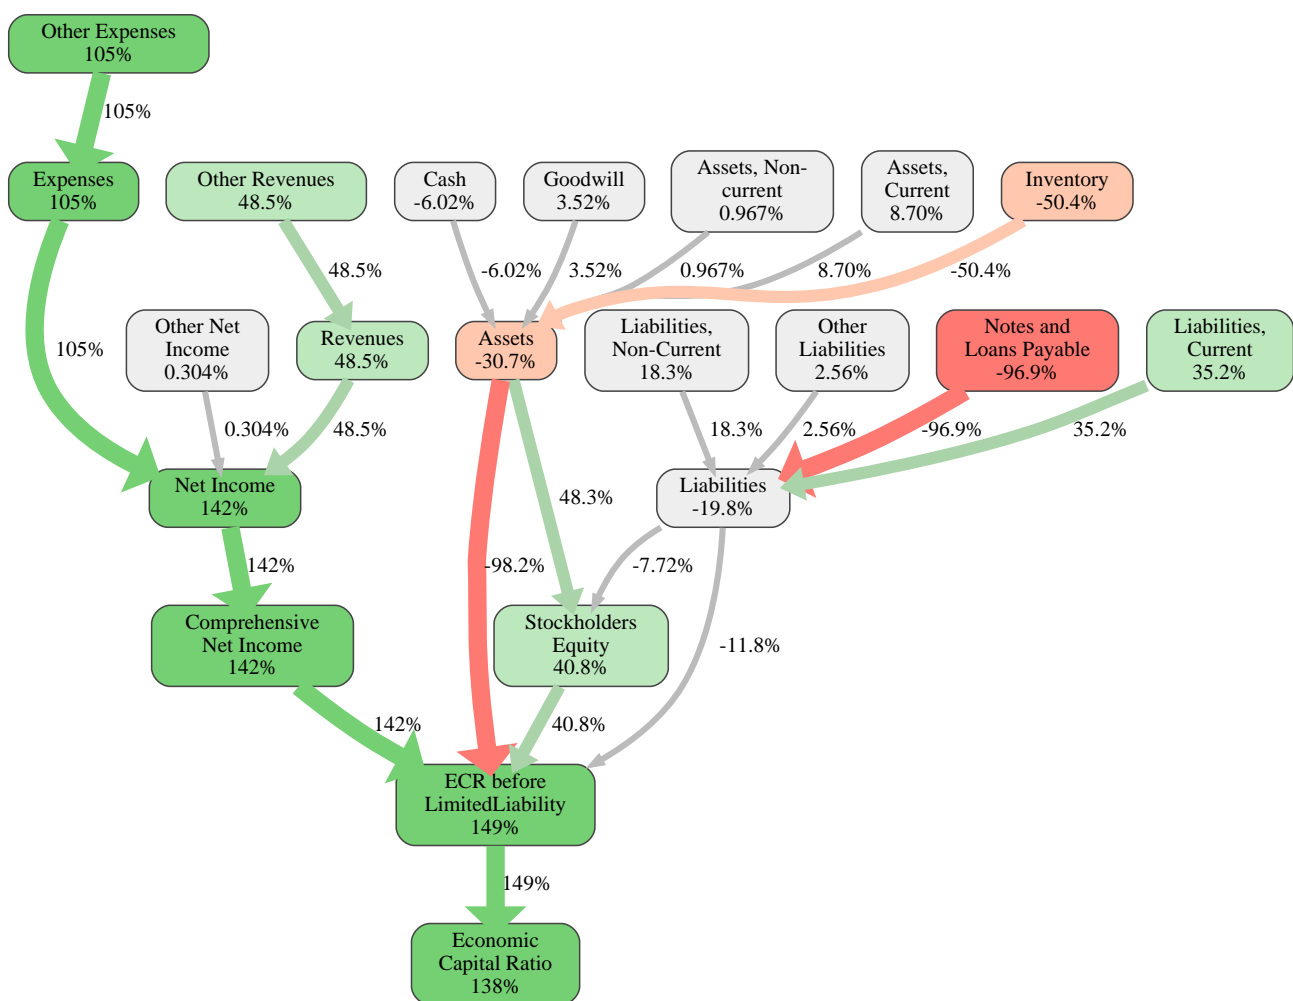 Other Expenses
105%
105%
Expenses
105%
Other Revenues
48.5%
Cash
-6.02%
Goodwill
3.52%
Assets, Non-
current
0.967%
Assets,
Current
8.70%
Inventory
-50.4%
48.5%
-6.02%
3.52%
0.967%
8.70%
-50.4%
105%
Other Net
Income
0.304%
Revenues
48.5%
Assets
-30.7%
Liabilities,
Non-Current
18.3%
Other
Liabilities
2.56%
Notes and
Loans Payable
-96.9%
Liabilities,
Current
35.2%
0.304%
48.5%
18.3%
2.56%
-96.9%
35.2%
Net Income
142%
48.3%
Liabilities
-19.8%
142%
-98.2%
-7.72%
Comprehensive
Net Income
142%
Stockholders
Equity
40.8%
-11.8%
142%
40.8%
ECR before
LimitedLiability
149%
149%
Economic
Capital Ratio
138%